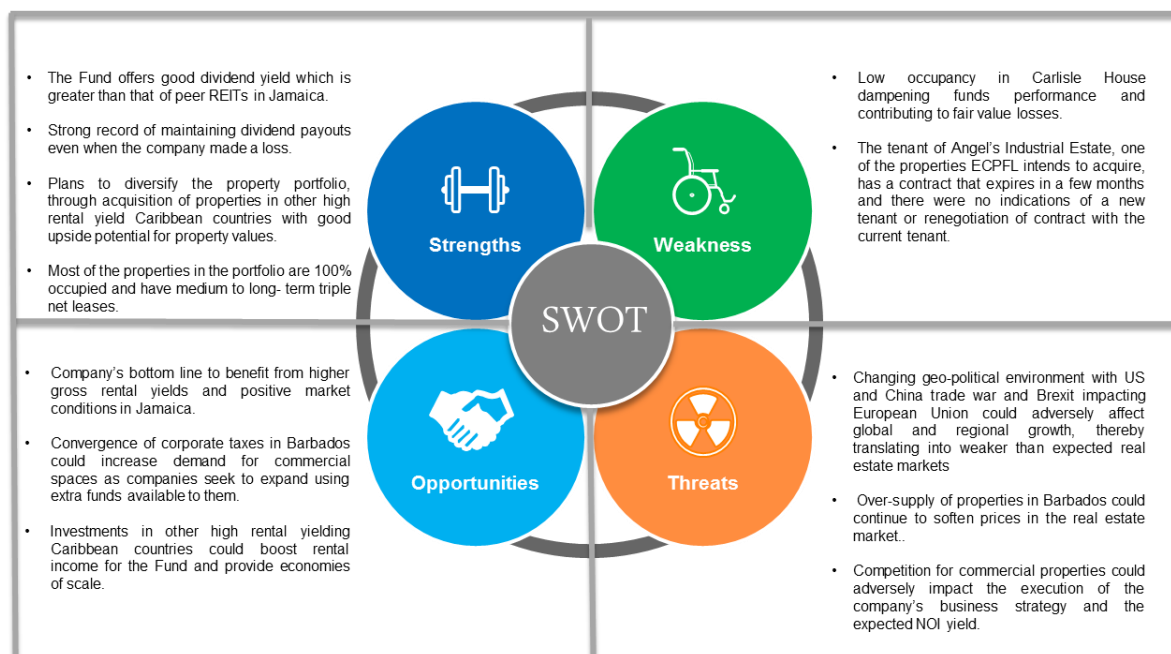 • The Fund offers good dividend yield which is
greater than that of peer REITs in Jamaica.
• Strong record of maintaining dividend payouts
even when the company made a loss.
• Plans to diversify the property portfolio,
through acquisition of properties in other high
rental yield Caribbean countries with good
upside potential for property values.
• Most of the properties in the portfolio are 100%
occupied and have medium to long- term triple
net leases.
Strengths
Weakness
• Low occupancy in Carlisle House
dampening funds performance and
contributing to fair value losses.
• The tenant of Angel's Industrial Estate, one
of the properties ECPFL intends to acquire,
has a contract that expires in a few months
and there were no indications of a new
tenant or renegotiation of contract with the
current tenant.
SWOT
• Company's bottom line to benefit from higher
gross rental yields and positive market
conditions in Jamaica.
• Convergence of corporate taxes in Barbados
could increase demand for commercial
spaces as companies seek to expand using
extra funds available to them.
• Investments in other high rental yielding
Caribbean countries could boost rental
income for the Fund and provide economies
of scale.
Opportunities
Threats
• Changing geo-political environment with US
and China trade war and Brexit impacting
European Union could adversely affect
global and regional growth, thereby
translating into weaker than expected real
estate markets
• Over-supply of properties in Barbados could
continue to soften prices in the real estate
market..
• Competition for commercial properties could
adversely impact the execution of the
company's business strategy and the
expected NOI yield.